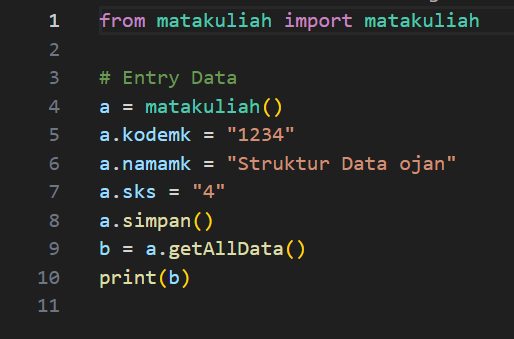 1 from matakuliah import matakuliah
2
3 # Entry Data
4 a = matakuliah()
5 a.kodemk = "1234"
6 a.namamk = "Struktur Data ojan"
7 a.sks = "4"
8 a.simpan()
9 b = a.getAllData()
10 print(b)
11